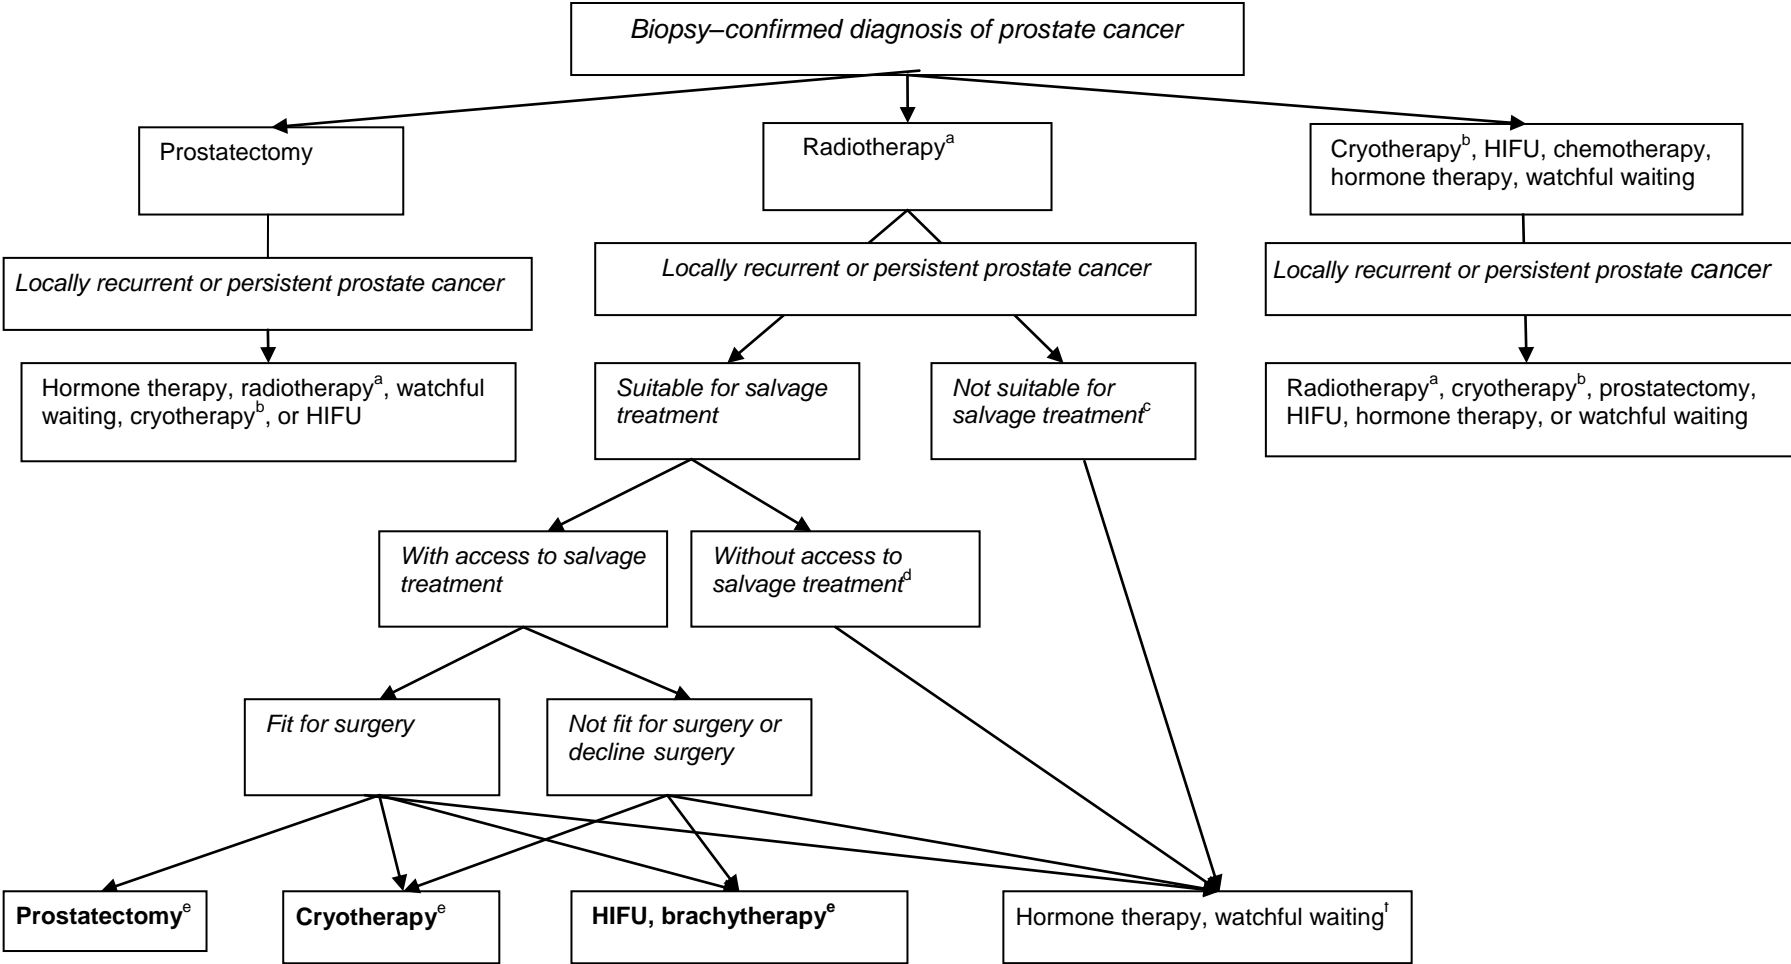 Biopsy–confirmed diagnosis of prostate cancer
Prostatectomy
Radiotherapyᵃ
Cryotherapyᵇ, HIFU, chemotherapy,
hormone therapy, watchful waiting
Locally recurrent or persistent prostate cancer
Locally recurrent or persistent prostate cancer
Locally recurrent or persistent prostate cancer
Hormone therapy, radiotherapyᵃ, watchful
waiting, cryotherapyᵇ, or HIFU
Suitable for salvage
treatment
Not suitable for
salvage treatmentᶜ
Radiotherapyᵃ, cryotherapyᵇ, prostatectomy,
HIFU, hormone therapy, or watchful waiting
With access to salvage
treatment
Without access to
salvage treatmentᵈ
Fit for surgery
Not fit for surgery or
decline surgery
Prostatectomyᵉ
Cryotherapyᵉ
HIFU, brachytherapyᵉ
Hormone therapy, watchful waitingᶠ